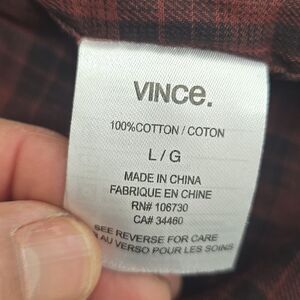 VINCe.
100%COTTON / COTON
L / G
MADE IN CHINA
FABRIQUE EN CHINE
RN# 106730
CA# 34460
SEE REVERSE FOR CARE
AU VERSO POUR LES SOINS